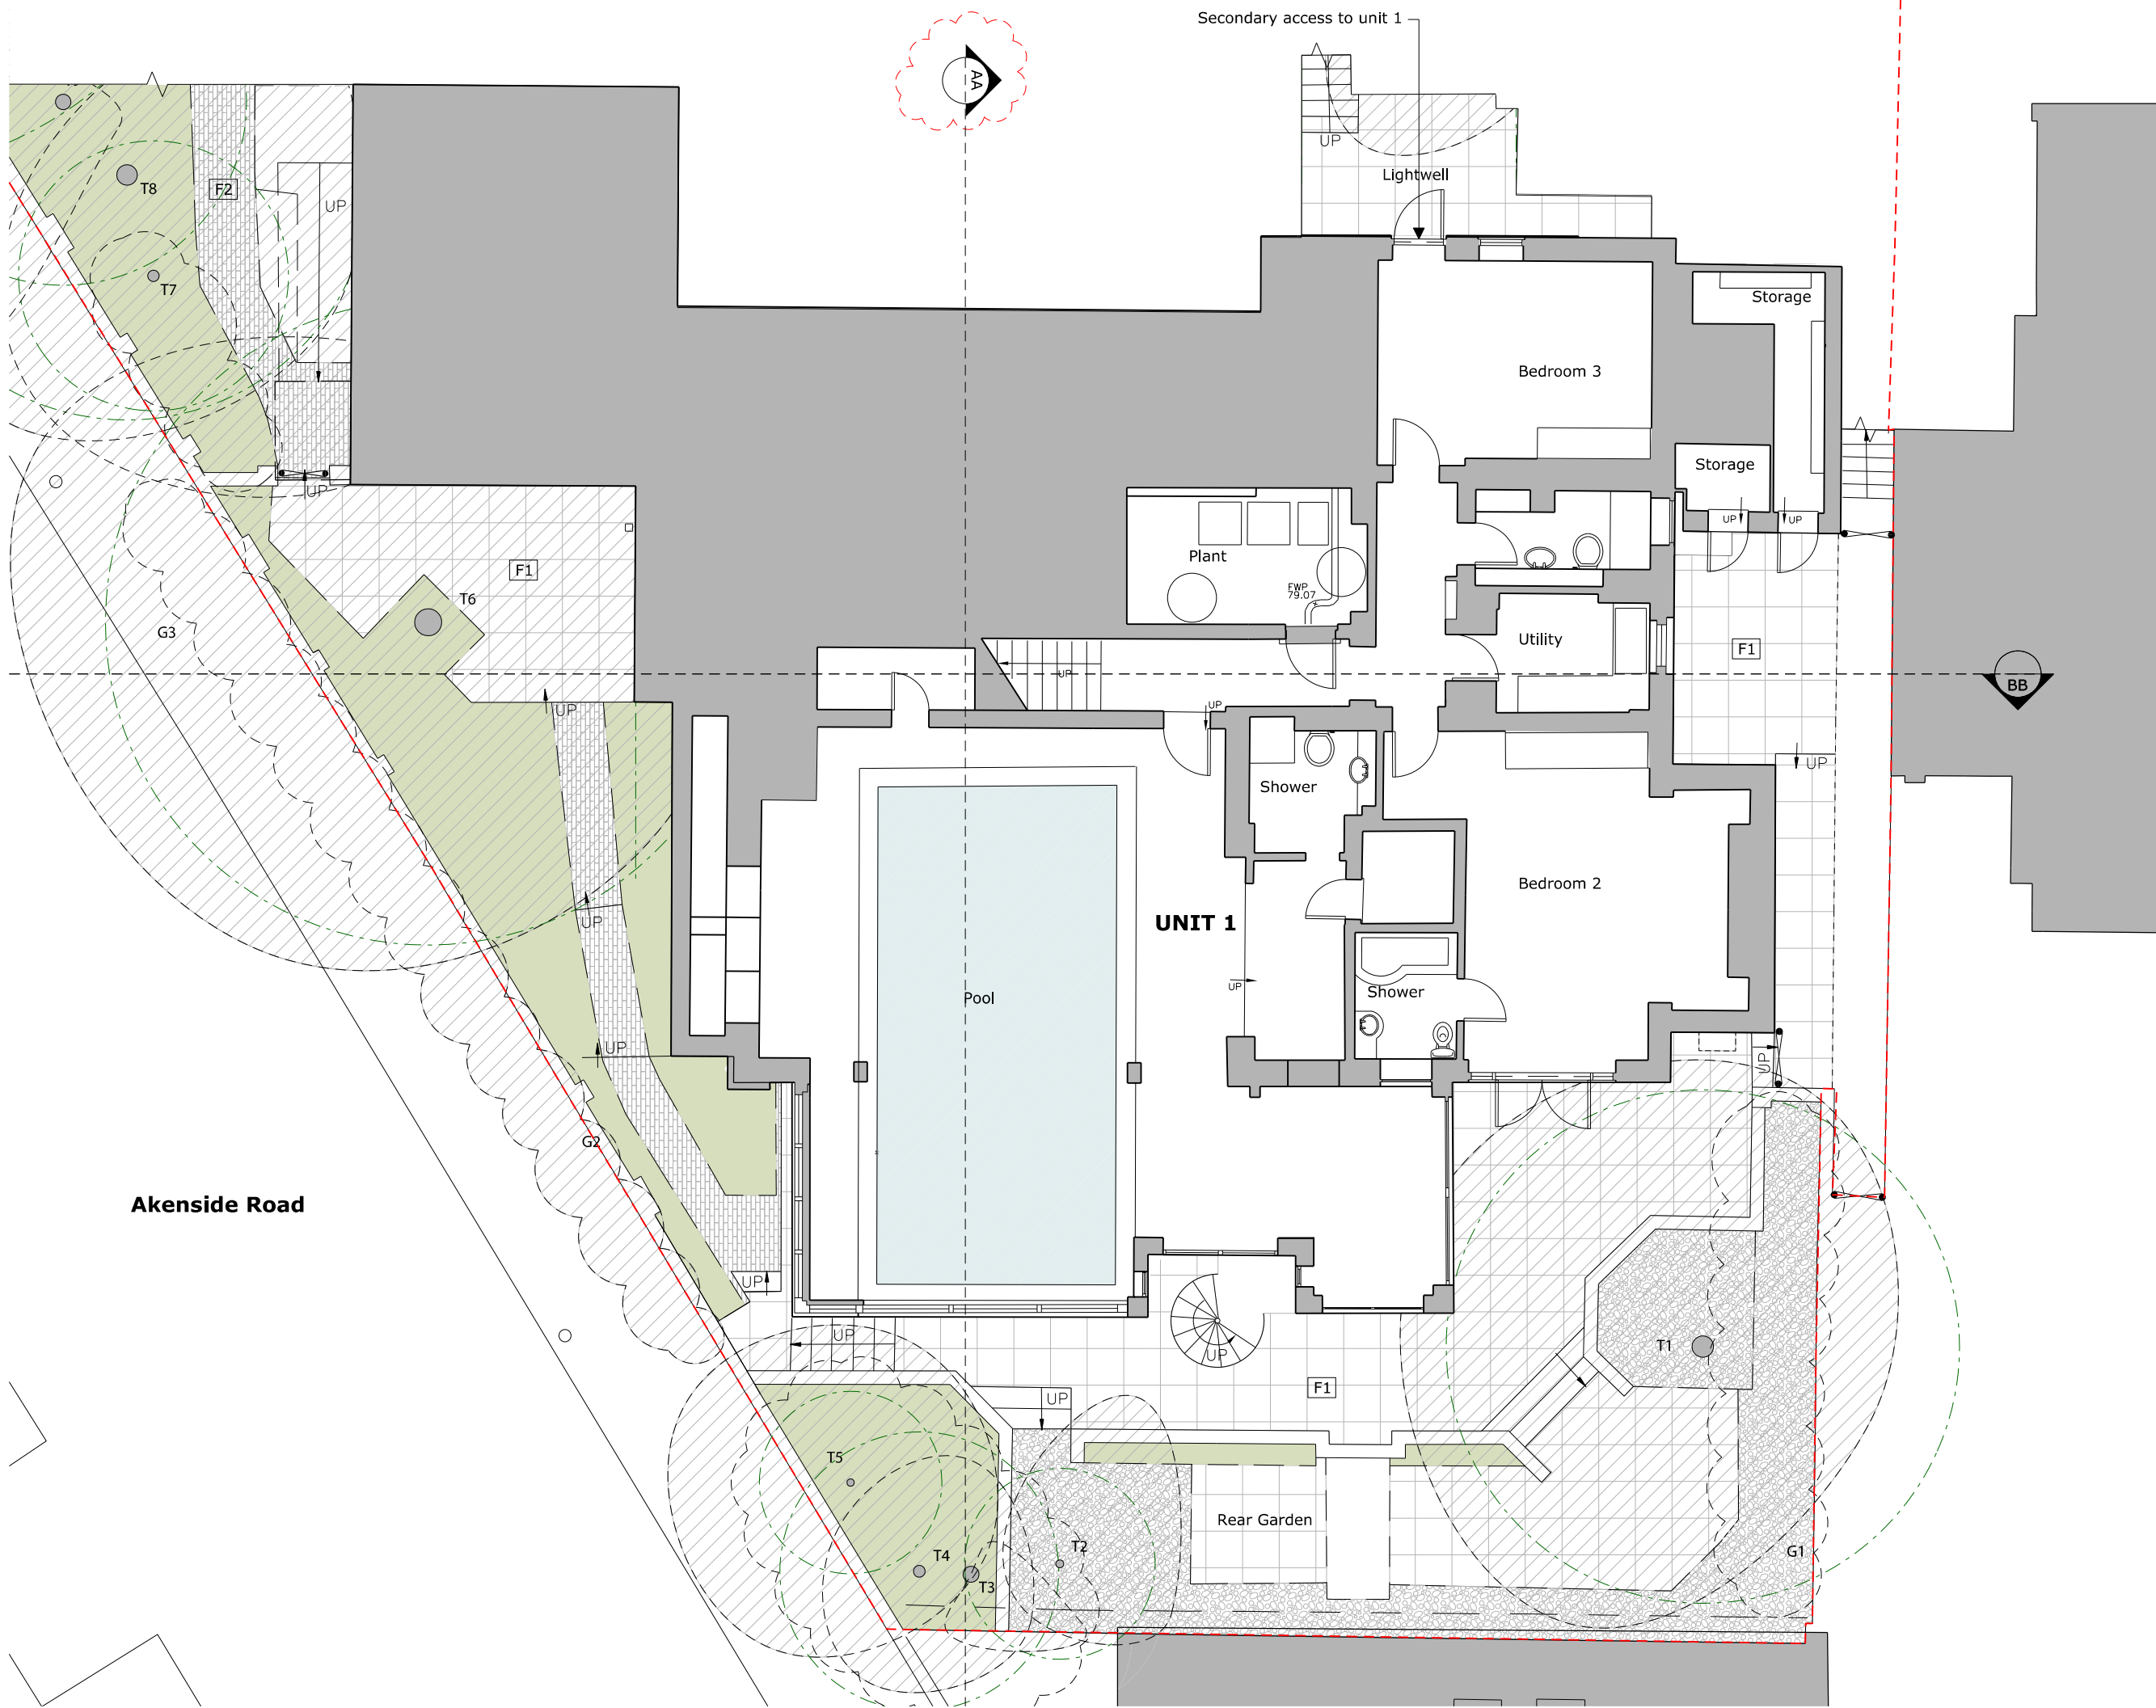 Secondary access to unit 1
AA
UP
Lightwell
T8
F2
UP
T7
Storage
Bedroom 3
Storage
UP
UP
UP
Plant
F1
FWP
79.07
T6
G3
Utility
F1
UP
BB
UP
UP
UP
Shower
Bedroom 2
UNIT 1
UP
UP
Shower
Pool
UP
UP
G2
Akenside Road
UP
UP
UP
T1
F1
UP
T5
Rear Garden
T4
T2
T3
G1